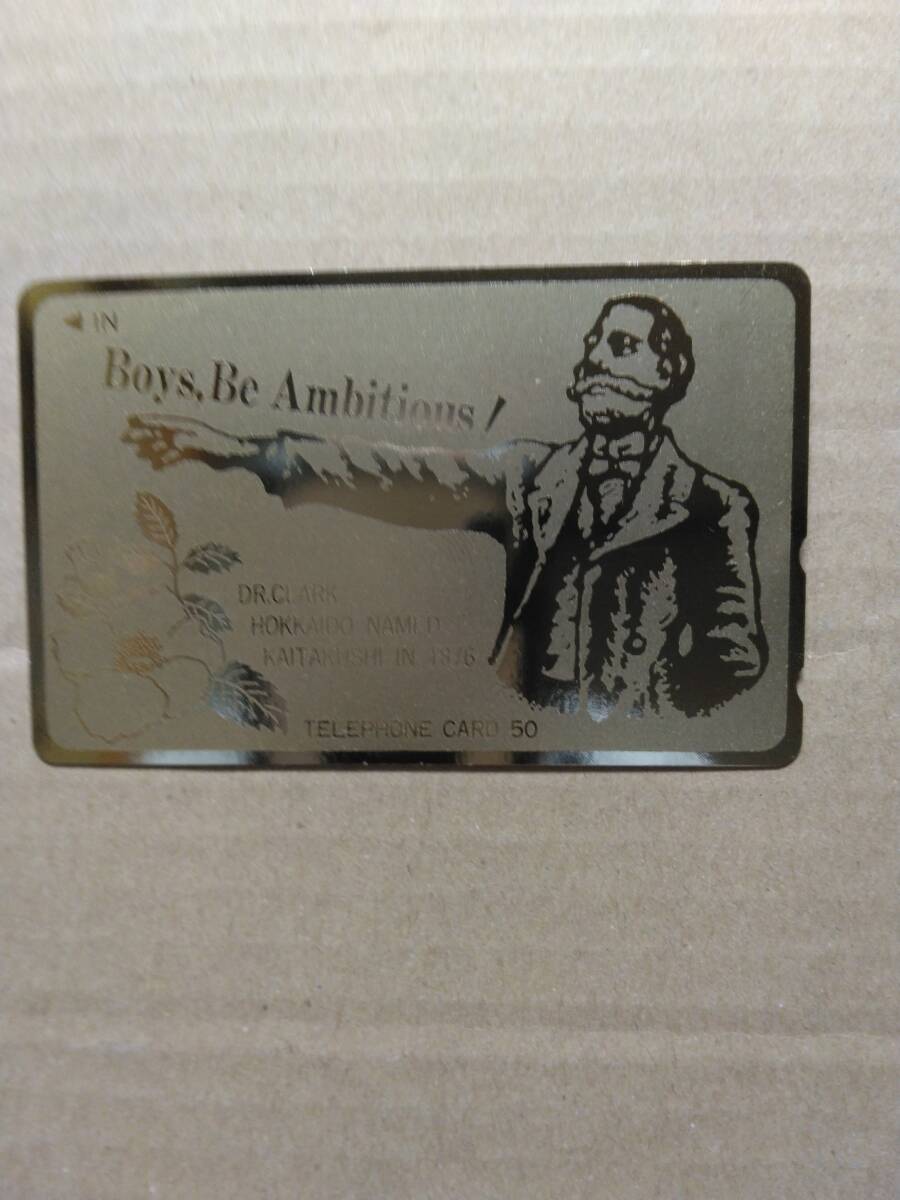 ◀ IN
Boys, Be Ambitious!
DR.CLARK
HOKKAIDO NAMED
KAITAKUSHI IN 1876
TELEPHONE CARD 50